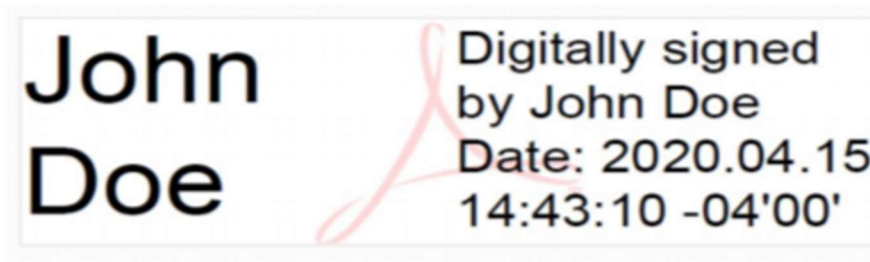 John
Doe
Digitally signed
by John Doe
Date: 2020.04.15
14:43:10 -04'00'